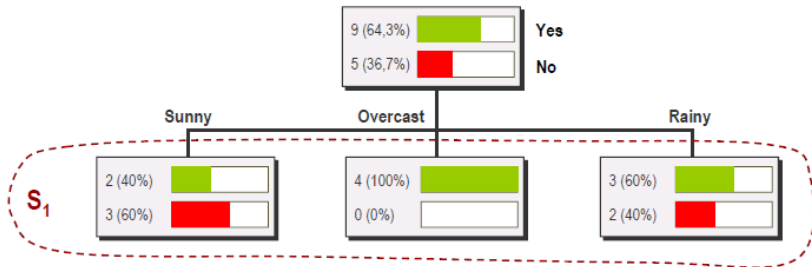 9 (64,3%) Yes
5 (36,7%) No
Sunny Overcast Rainy
2 (40%) 4 (100%) 3 (60%)
S1 3 (60%) 0 (0%) 2 (40%)